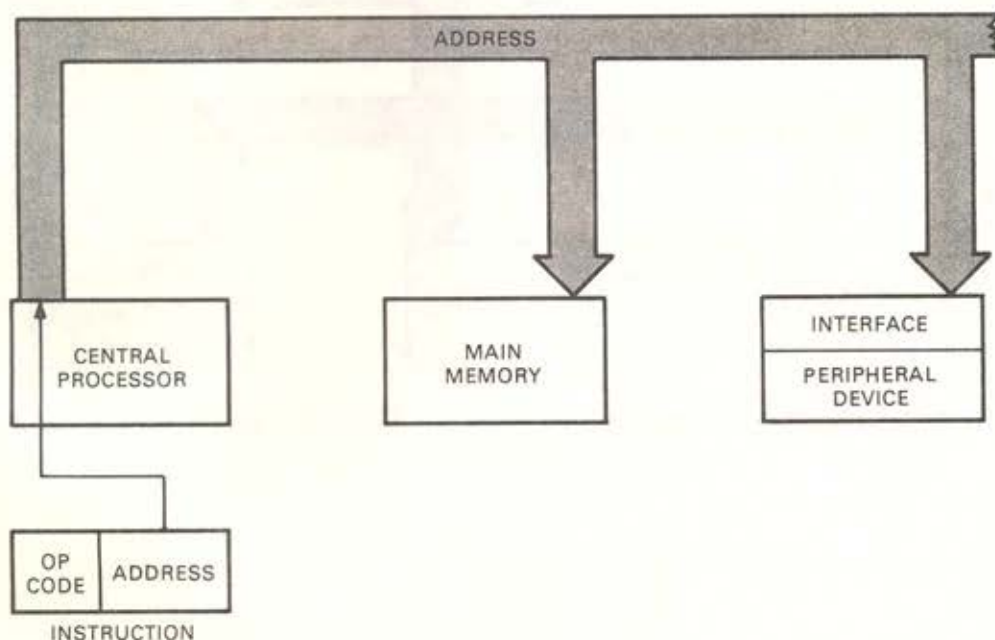 ADDRESS
CENTRAL
PROCESSOR
MAIN
MEMORY
INTERFACE
PERIPHERAL
DEVICE
OP
CODE
ADDRESS
INSTRUCTION